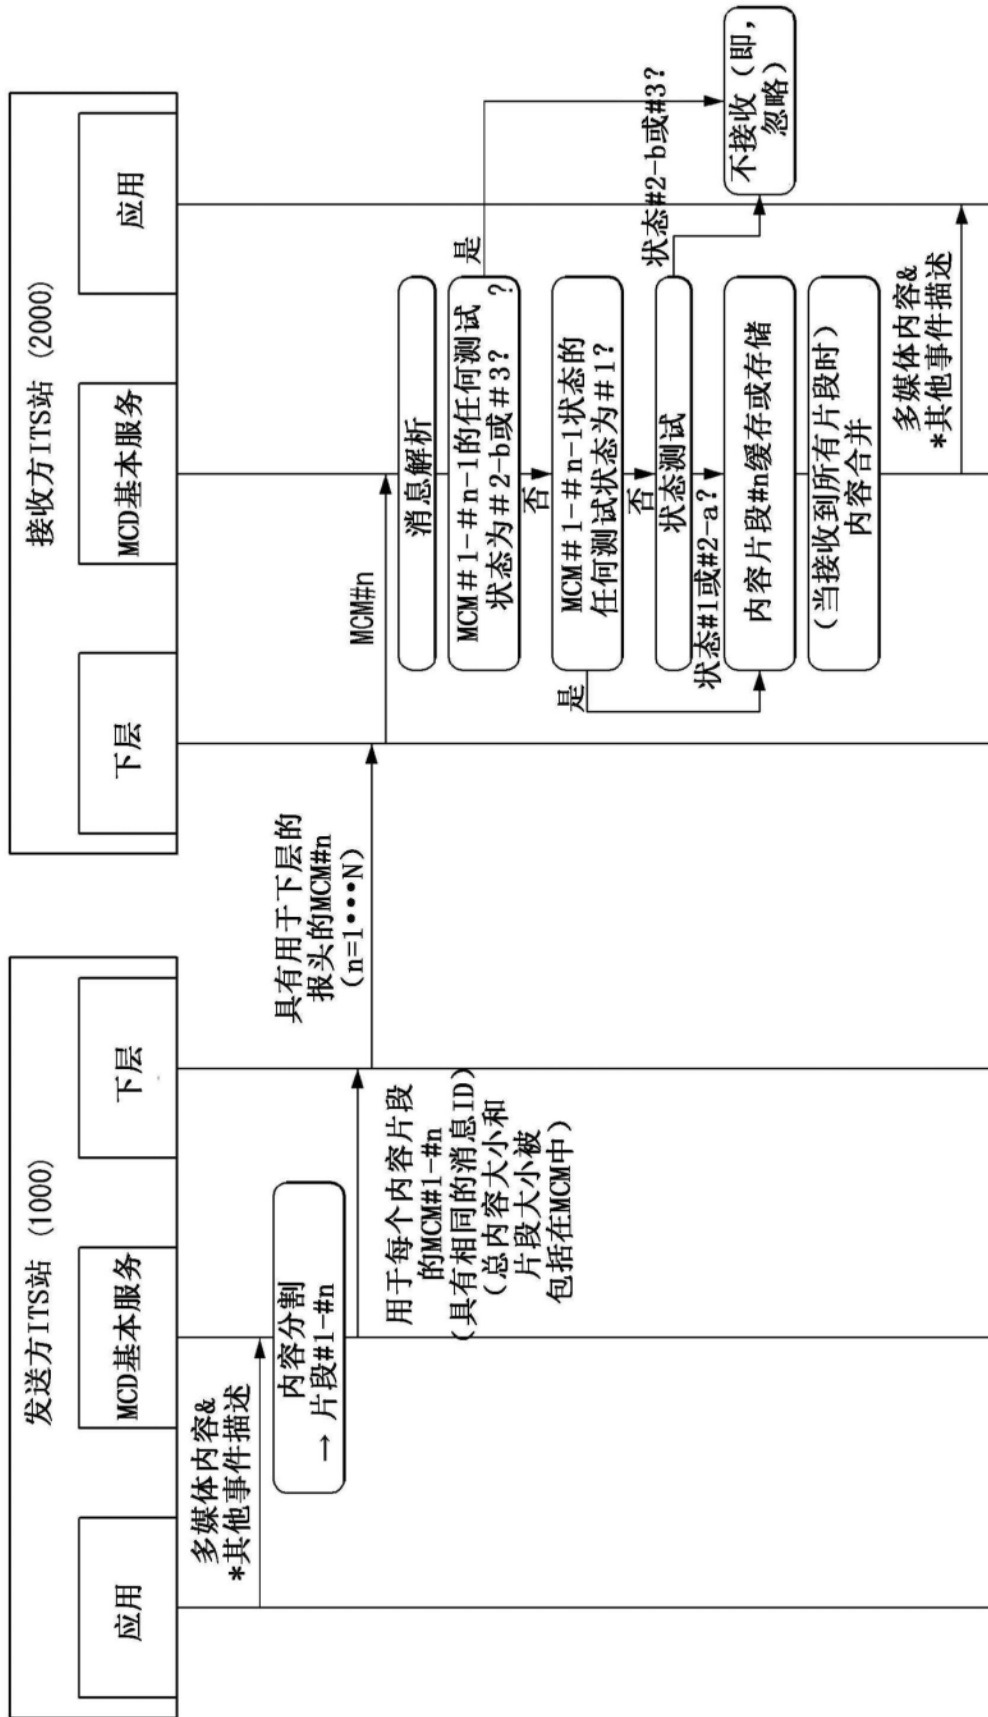 发送方ITS站 (1000)
应用
MCD基本服务
下层
接收方ITS站 (2000)
下层
MCD基本服务
应用
多媒体内容&
*其他事件描述
内容分割
→ 片段#1-#n
用于每个内容片段
的MCM#1-#n
(具有相同的消息ID)
(总内容大小和
片段大小被
包括在MCM中)
具有用于下层的
报头的MCM#n
(n=1•••N)
MCM#n
消息解析
MCM#1-#n-1的任何测试
状态为#2-b或#3?
?
是
否
MCM#1-#n-1状态的
任何测试状态为#1?
是
否
状态测试
状态#1或#2-a?
状态#2-b或#3?
不接收(即,
忽略)
内容片段#n缓存或存储
(当接收到所有片段时)
内容合并
多媒体内容&
*其他事件描述